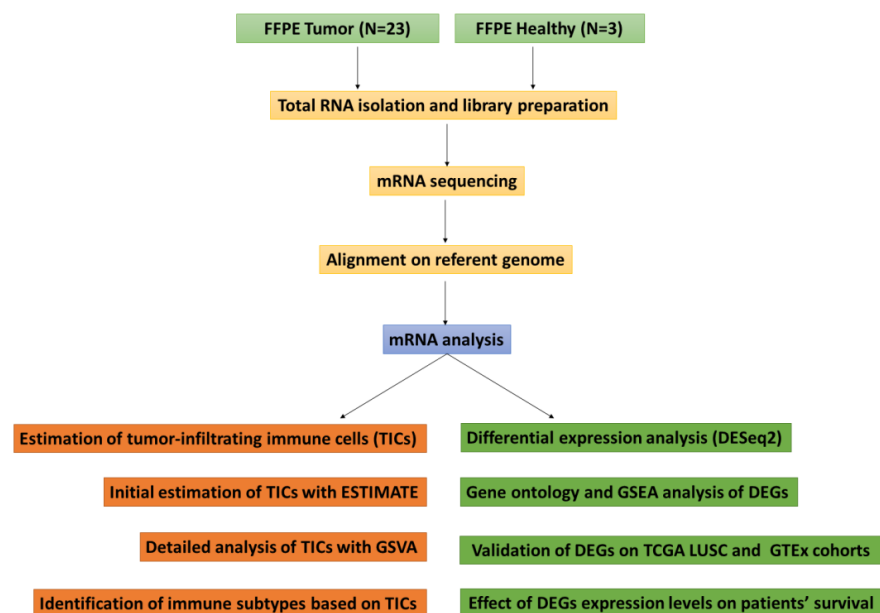 FFPE Tumor (N=23)
FFPE Healthy (N=3)
Total RNA isolation and library preparation
mRNA sequencing
Alignment on referent genome
mRNA analysis
Estimation of tumor-infiltrating immune cells (TICs)
Initial estimation of TICs with ESTIMATE
Detailed analysis of TICs with GSVA
Identification of immune subtypes based on TICs
Differential expression analysis (DESeq2)
Gene ontology and GSEA analysis of DEGs
Validation of DEGs on TCGA LUSC and GTEx cohorts
Effect of DEGs expression levels on patients’ survival